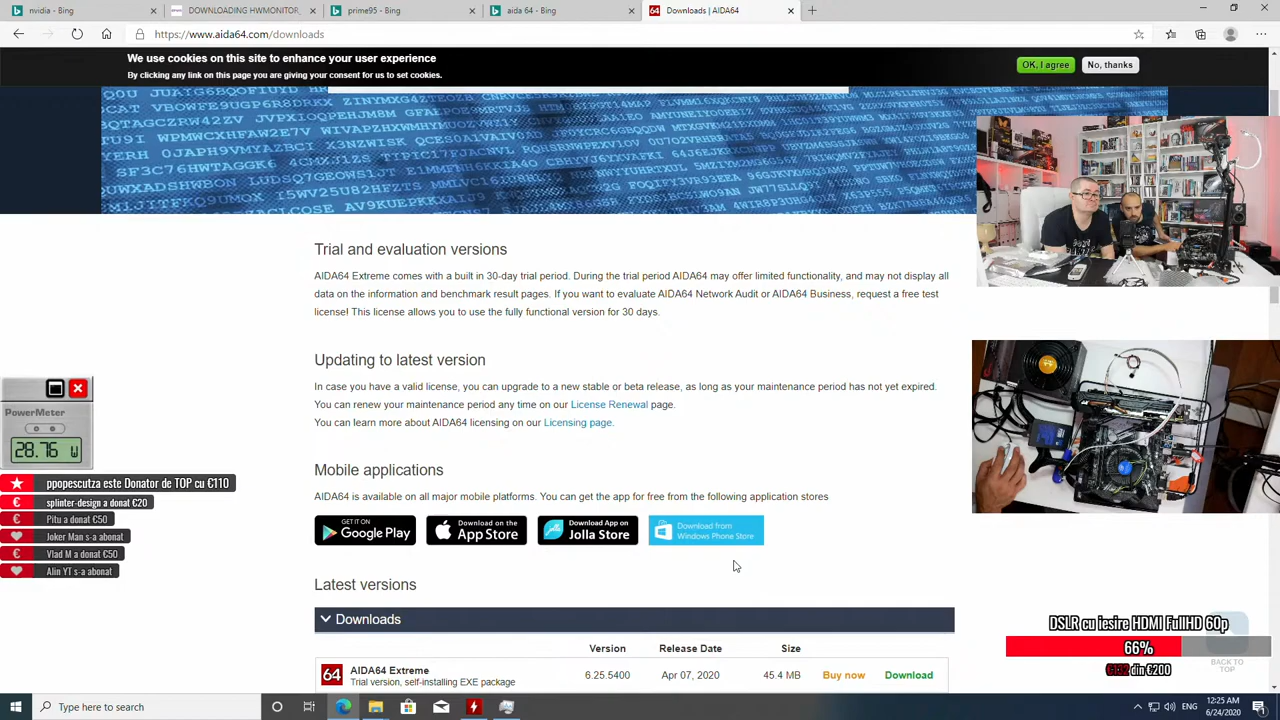 nvidia - Bing
DOWNLOADING HWMONITOR_
prime95 - Bing
aida 64 - Bing
Downloads | AIDA64
https://www.aida64.com/downloads
We use cookies on this site to enhance your user experience
By clicking any link on this page you are giving your consent for us to set cookies.
OK, I agree
No, thanks
Trial and evaluation versions
AIDA64 Extreme comes with a built in 30-day trial period. During the trial period AIDA64 may offer limited functionality, and may not display all
data on the information and benchmark result pages. If you want to evaluate AIDA64 Network Audit or AIDA64 Business, request a free test
license! This license allows you to use the fully functional version for 30 days.
Updating to latest version
In case you have a valid license, you can upgrade to a new stable or beta release, as long as your maintenance period has not yet expired.
You can renew your maintenance period any time on our License Renewal page.
You can learn more about AIDA64 licensing on our Licensing page.
PowerMeter
28.76 W
ppopescutza este Donator de TOP cu €110
splinter-design a donat €20
Pitu a donat €50
Joker Man s-a abonat
Vlad M a donat €50
Alin YT s-a abonat
Mobile applications
AIDA64 is available on all major mobile platforms. You can get the app for free from the following application stores
GET IT ON
Google Play
Download on the
App Store
Download App on
Jolla Store
Download from
Windows Phone Store
Latest versions
Downloads
Version Release Date Size
64 AIDA64 Extreme
Trial version, self-installing EXE package
6.25.5400 Apr 07, 2020 45.4 MB Buy now Download
DSLR cu iesire HDMI FullHD 60p
66%
din €200
BACK TO
TOP
Type here to search
ENG
12:25 AM
6/24/2020